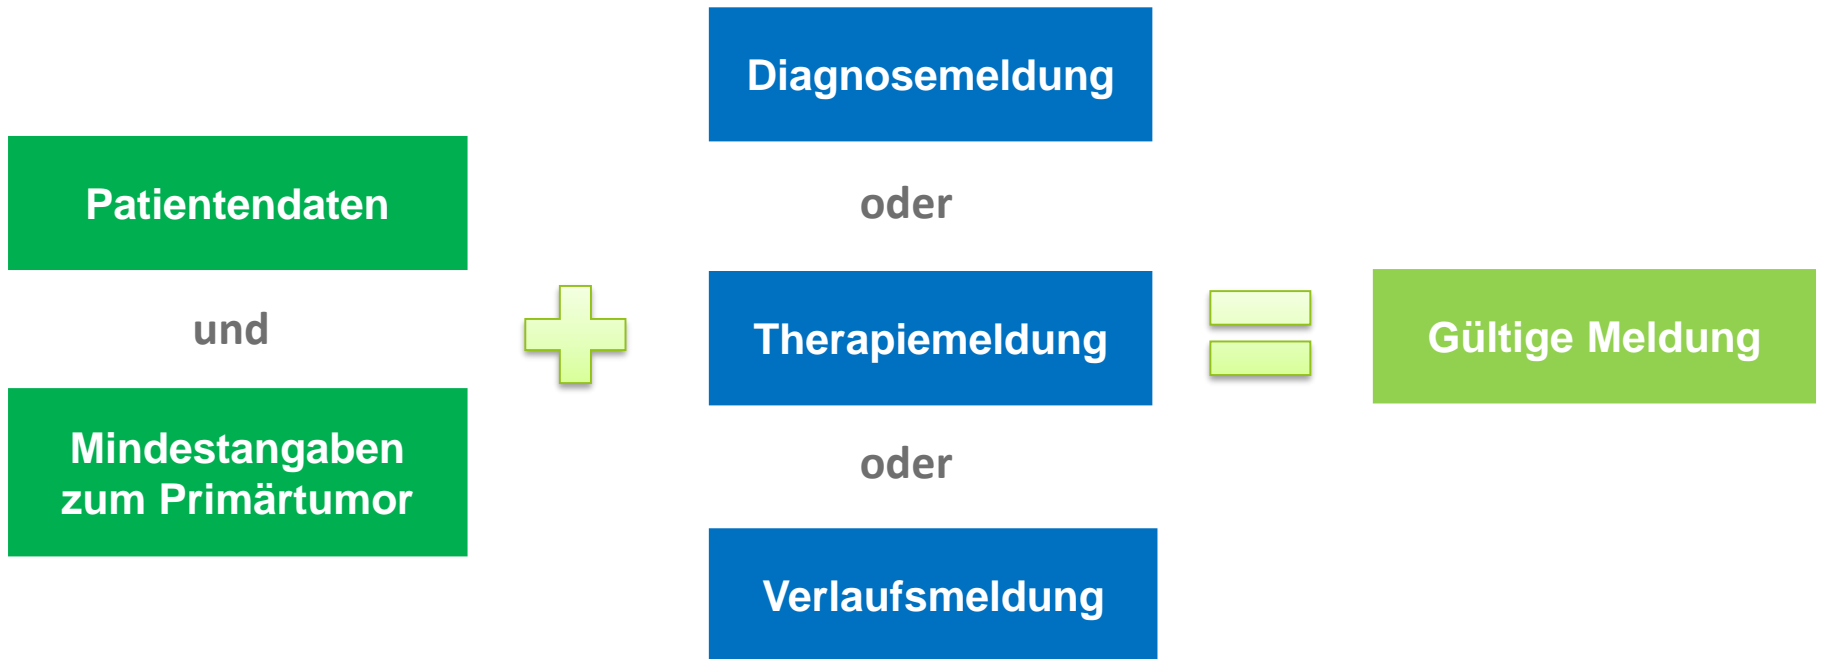 Patientendaten
und
Mindestangaben
zum Primärtumor
Diagnosemeldung
oder
Therapiemeldung
oder
Verlaufsmeldung
Gültige Meldung